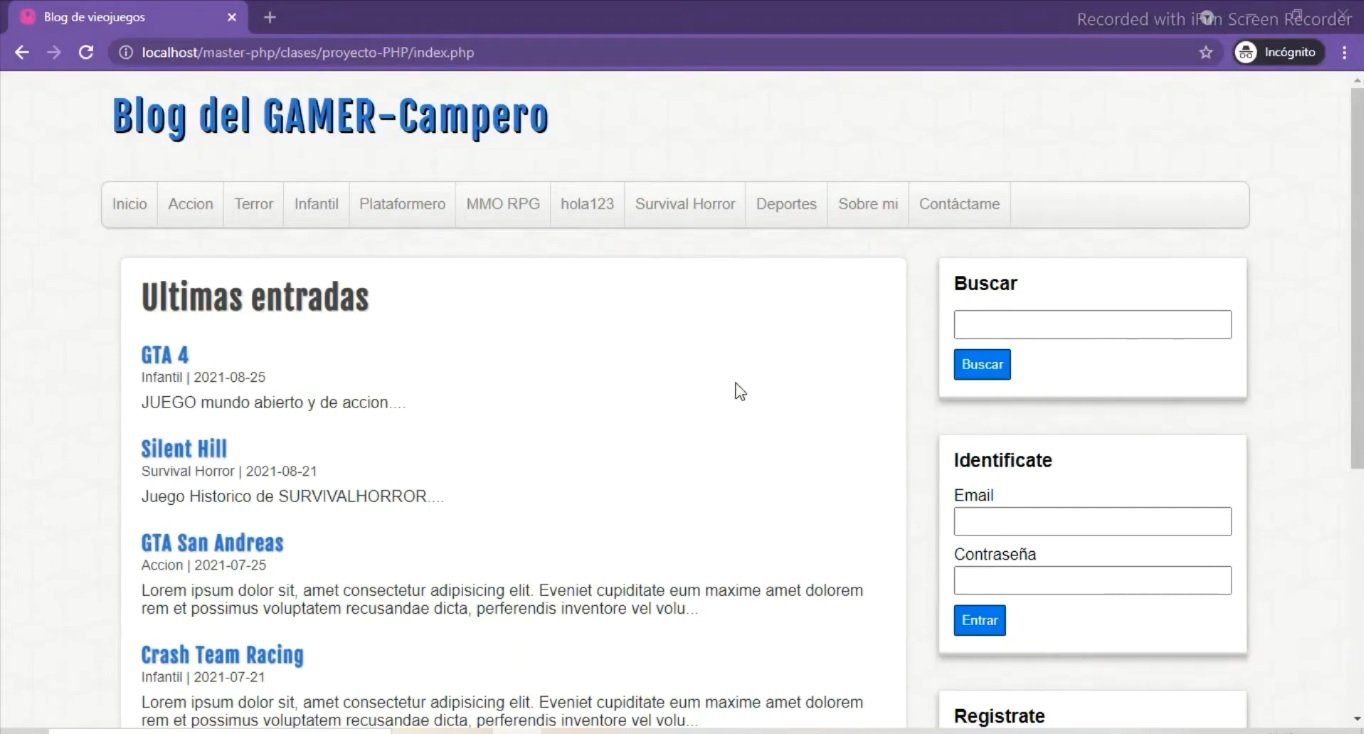 Blog de vieojuegos
Recorded with iFun Screen Recorder
localhost/master-php/clases/proyecto-PHP/index.php
Incógnito
Blog del GAMER-Campero
Inicio Accion Terror Infantil Plataformero MMO RPG hola123 Survival Horror Deportes Sobre mi Contáctame
Ultimas entradas
GTA 4
Infantil | 2021-08-25
JUEGO mundo abierto y de accion....
Silent Hill
Survival Horror | 2021-08-21
Juego Historico de SURVIVALHORROR....
GTA San Andreas
Accion | 2021-07-25
Lorem ipsum dolor sit, amet consectetur adipisicing elit. Eveniet cupiditate eum maxime amet dolorem
rem et possimus voluptatem recusandae dicta, perferendis inventore vel volu...
Crash Team Racing
Infantil | 2021-07-21
Lorem ipsum dolor sit, amet consectetur adipisicing elit. Eveniet cupiditate eum maxime amet dolorem
rem et possimus voluptatem recusandae dicta, perferendis inventore vel volu...
Buscar
Buscar
Identificate
Email
Contraseña
Entrar
Registrate